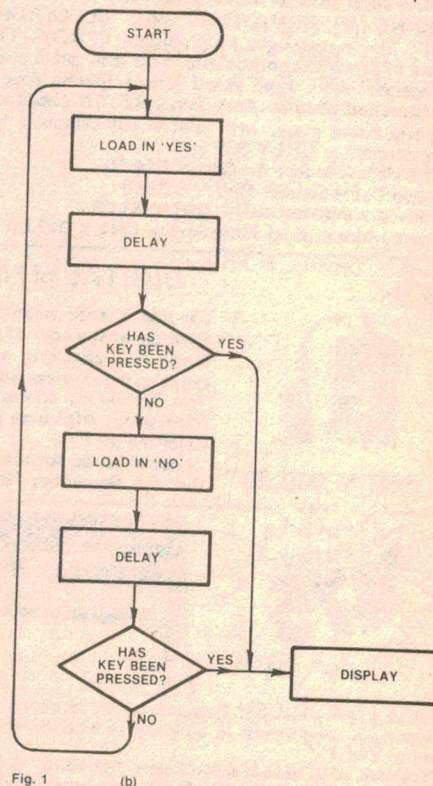 START
LOAD IN 'YES'
DELAY
HAS
KEY BEEN
PRESSED?
YES
NO
LOAD IN 'NO'
DELAY
HAS
KEY BEEN
PRESSED?
YES
DISPLAY
NO
Fig. 1 (b)